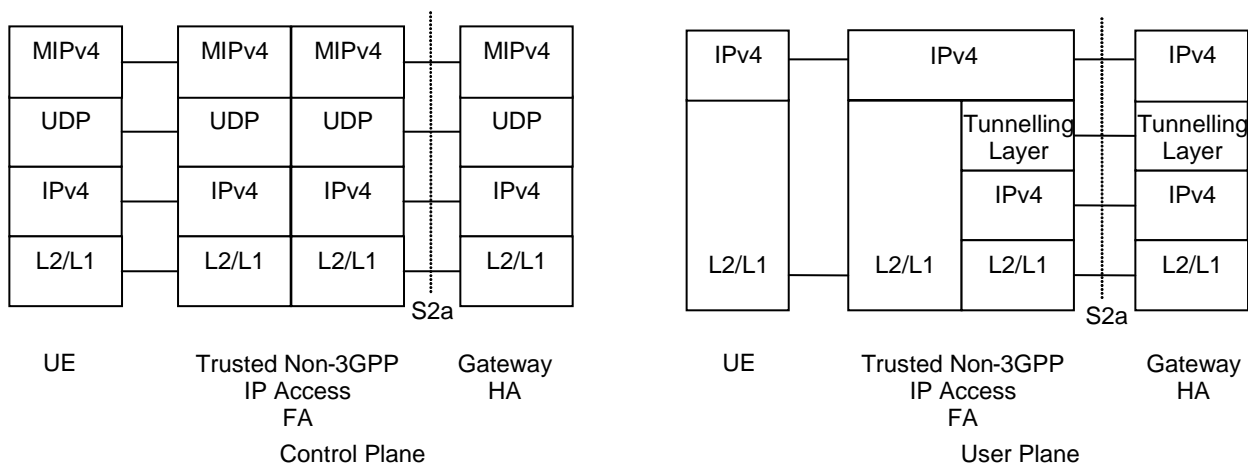 MIPv4 MIPv4 MIPv4 MIPv4
UDP UDP UDP UDP
IPv4 IPv4 IPv4 IPv4
L2/L1 L2/L1 L2/L1 L2/L1
S2a
UE
Trusted Non-3GPP
IP Access
FA
Gateway
HA
Control Plane
IPv4 IPv4 IPv4
Tunnelling
Layer
Tunnelling
Layer
IPv4 IPv4
L2/L1 L2/L1 L2/L1 L2/L1
S2a
UE
Trusted Non-3GPP
IP Access
FA
Gateway
HA
User Plane